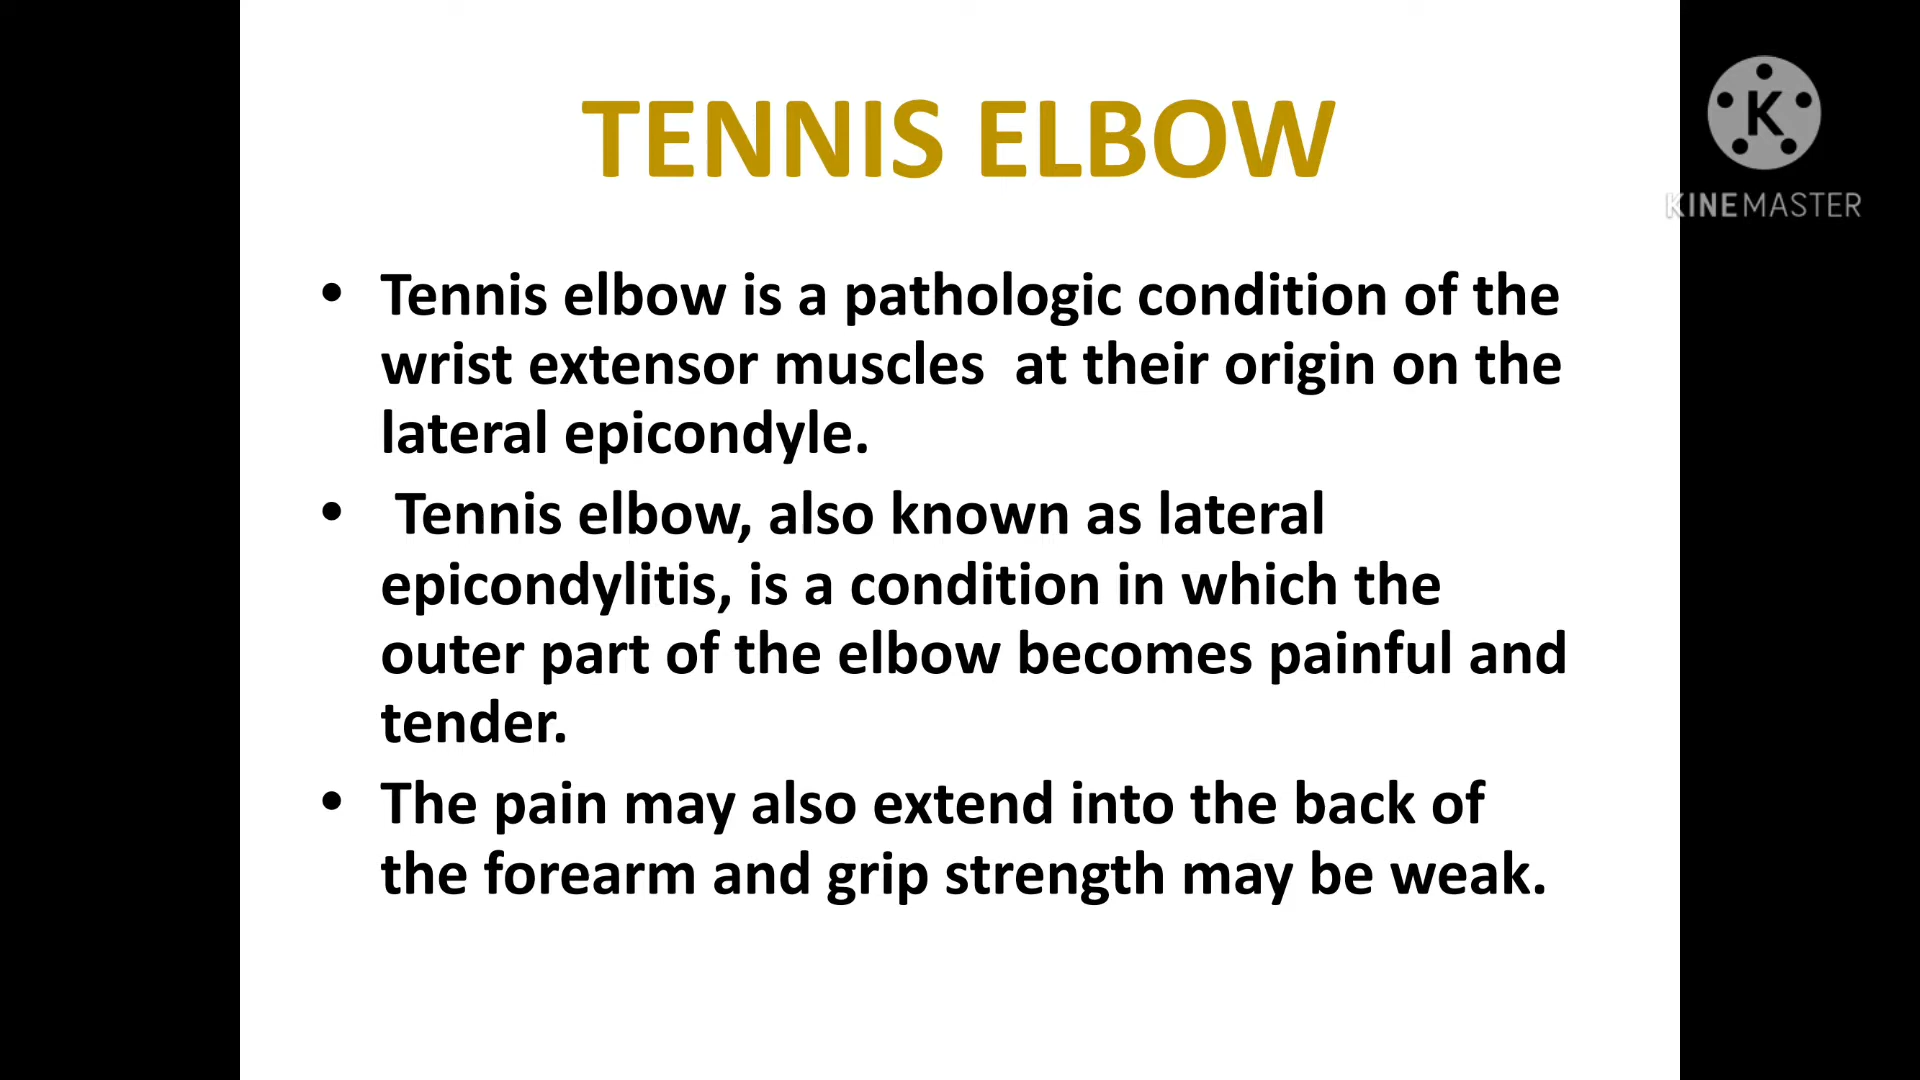 TENNIS ELBOW
• Tennis elbow is a pathologic condition of the
wrist extensor muscles  at their origin on the
lateral epicondyle.
•  Tennis elbow, also known as lateral
epicondylitis, is a condition in which the
outer part of the elbow becomes painful and
tender.
• The pain may also extend into the back of
the forearm and grip strength may be weak.
K
KINEMASTER